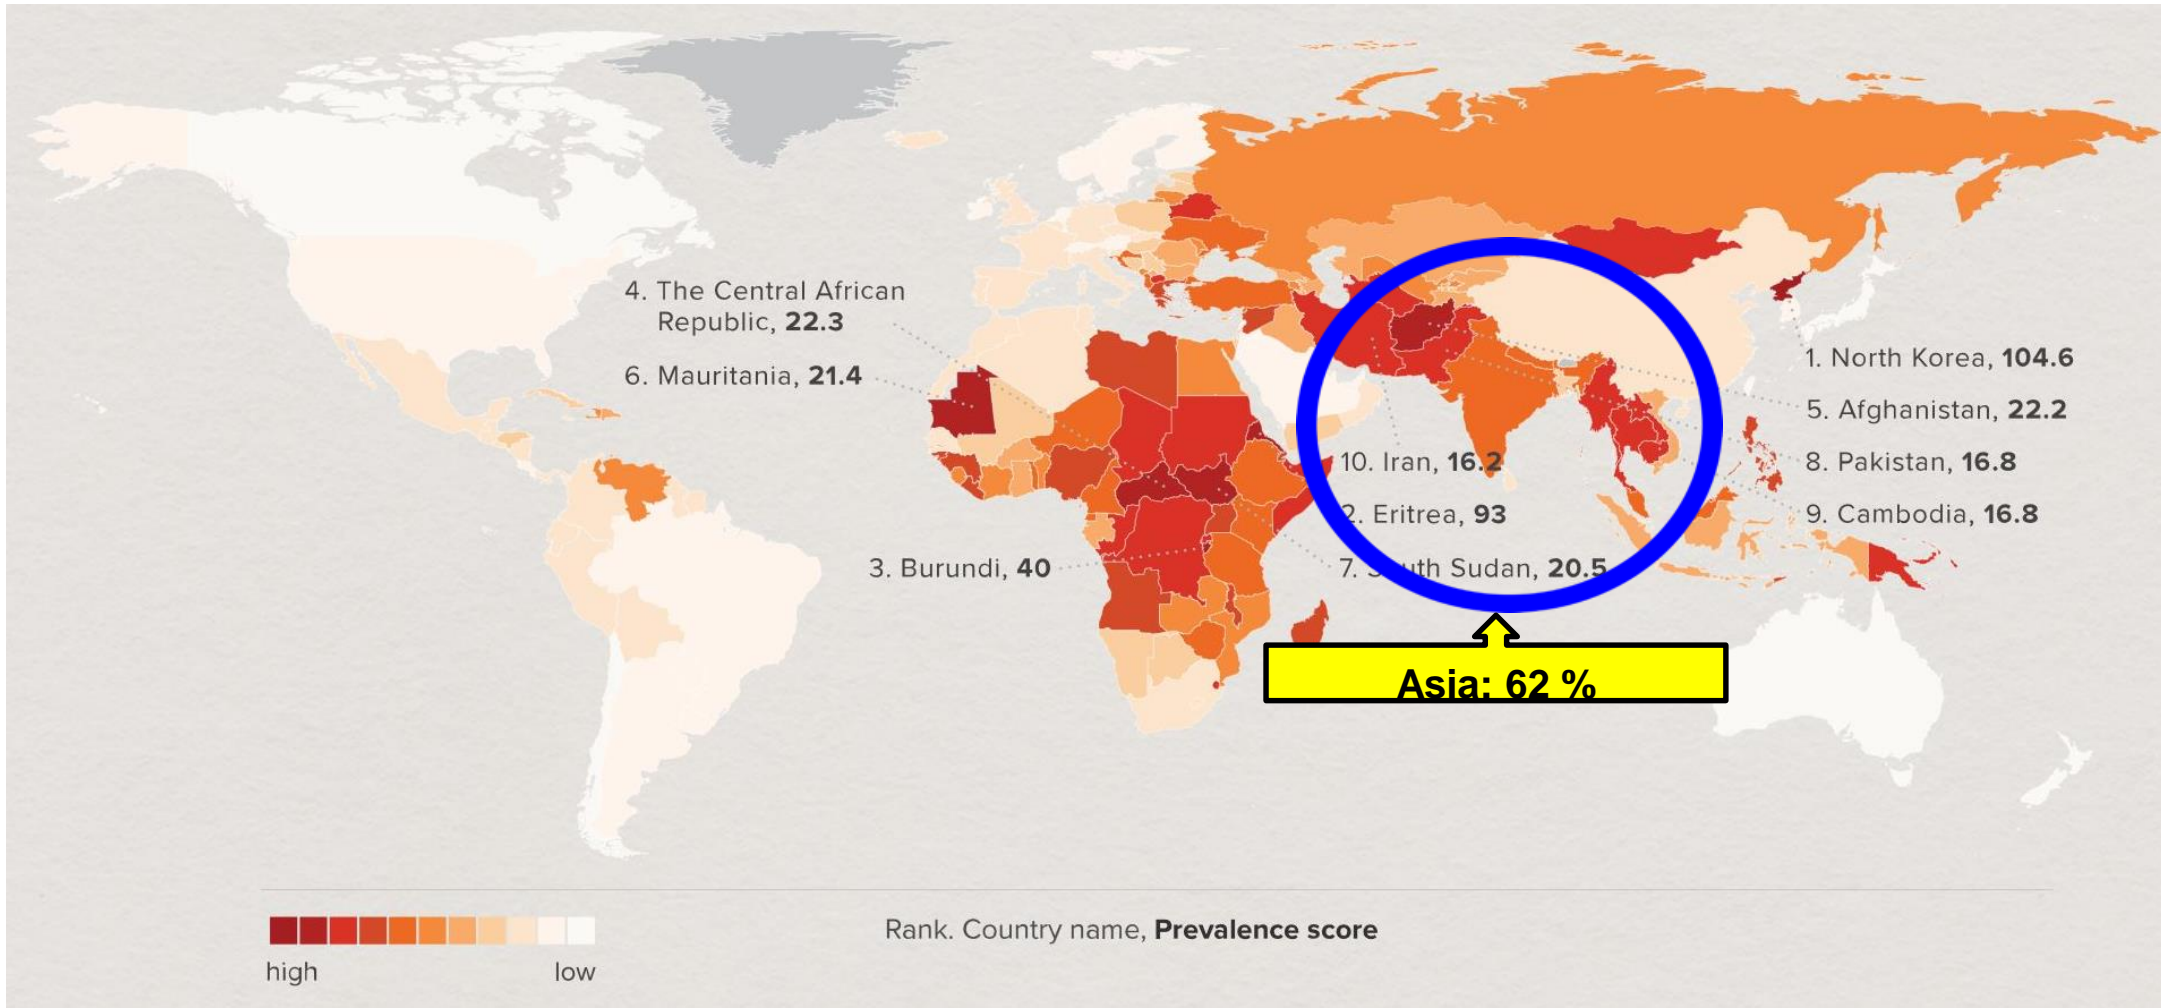 4. The Central African
Republic, 22.3
6. Mauritania, 21.4
3. Burundi, 40
10. Iran, 16.2
2. Eritrea, 93
7. South Sudan, 20.5
1. North Korea, 104.6
5. Afghanistan, 22.2
8. Pakistan, 16.8
9. Cambodia, 16.8
Asia: 62 %
Rank. Country name, Prevalence score
high
low